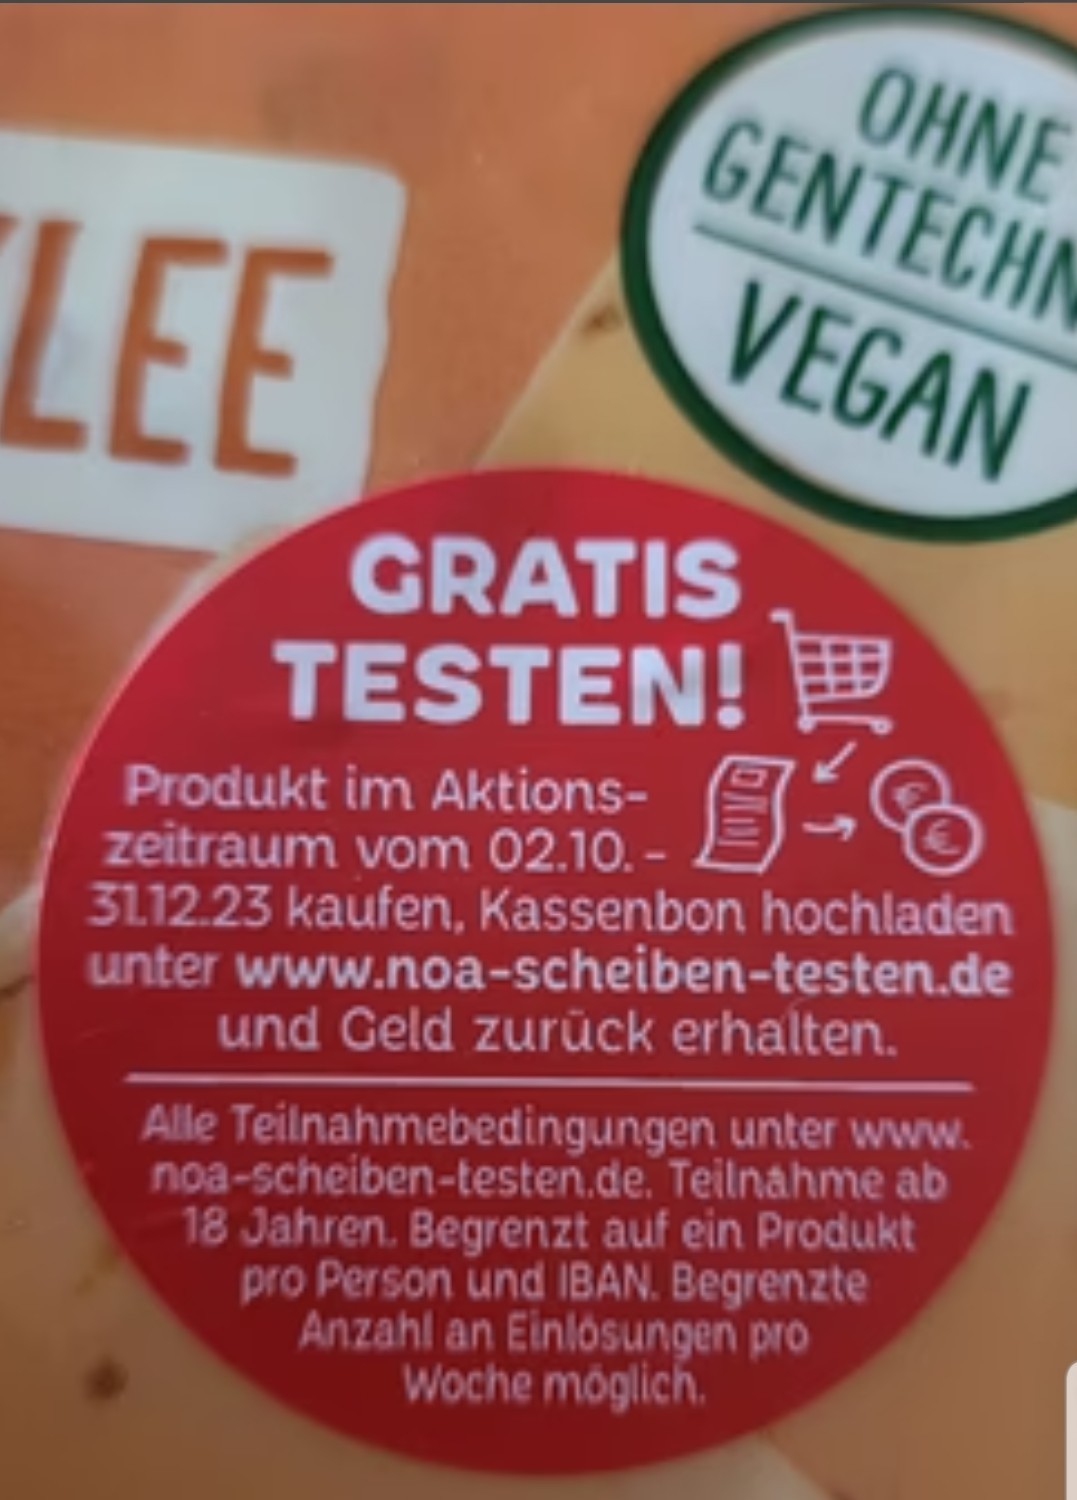 LEE
OHNE
GENTECHN
VEGAN
GRATIS
TESTEN!
Produkt im Aktions-
zeitraum vom 02.10. -
31.12.23 kaufen, Kassenbon hochladen
unter www.noa-scheiben-testen.de
und Geld zurück erhalten.
Alle Teilnahmebedingungen unter www.
noa-scheiben-testen.de. Teilnahme ab
18 Jahren. Begrenzt auf ein Produkt
pro Person und IBAN. Begrenzte
Anzahl an Einlösungen pro
Woche möglich.